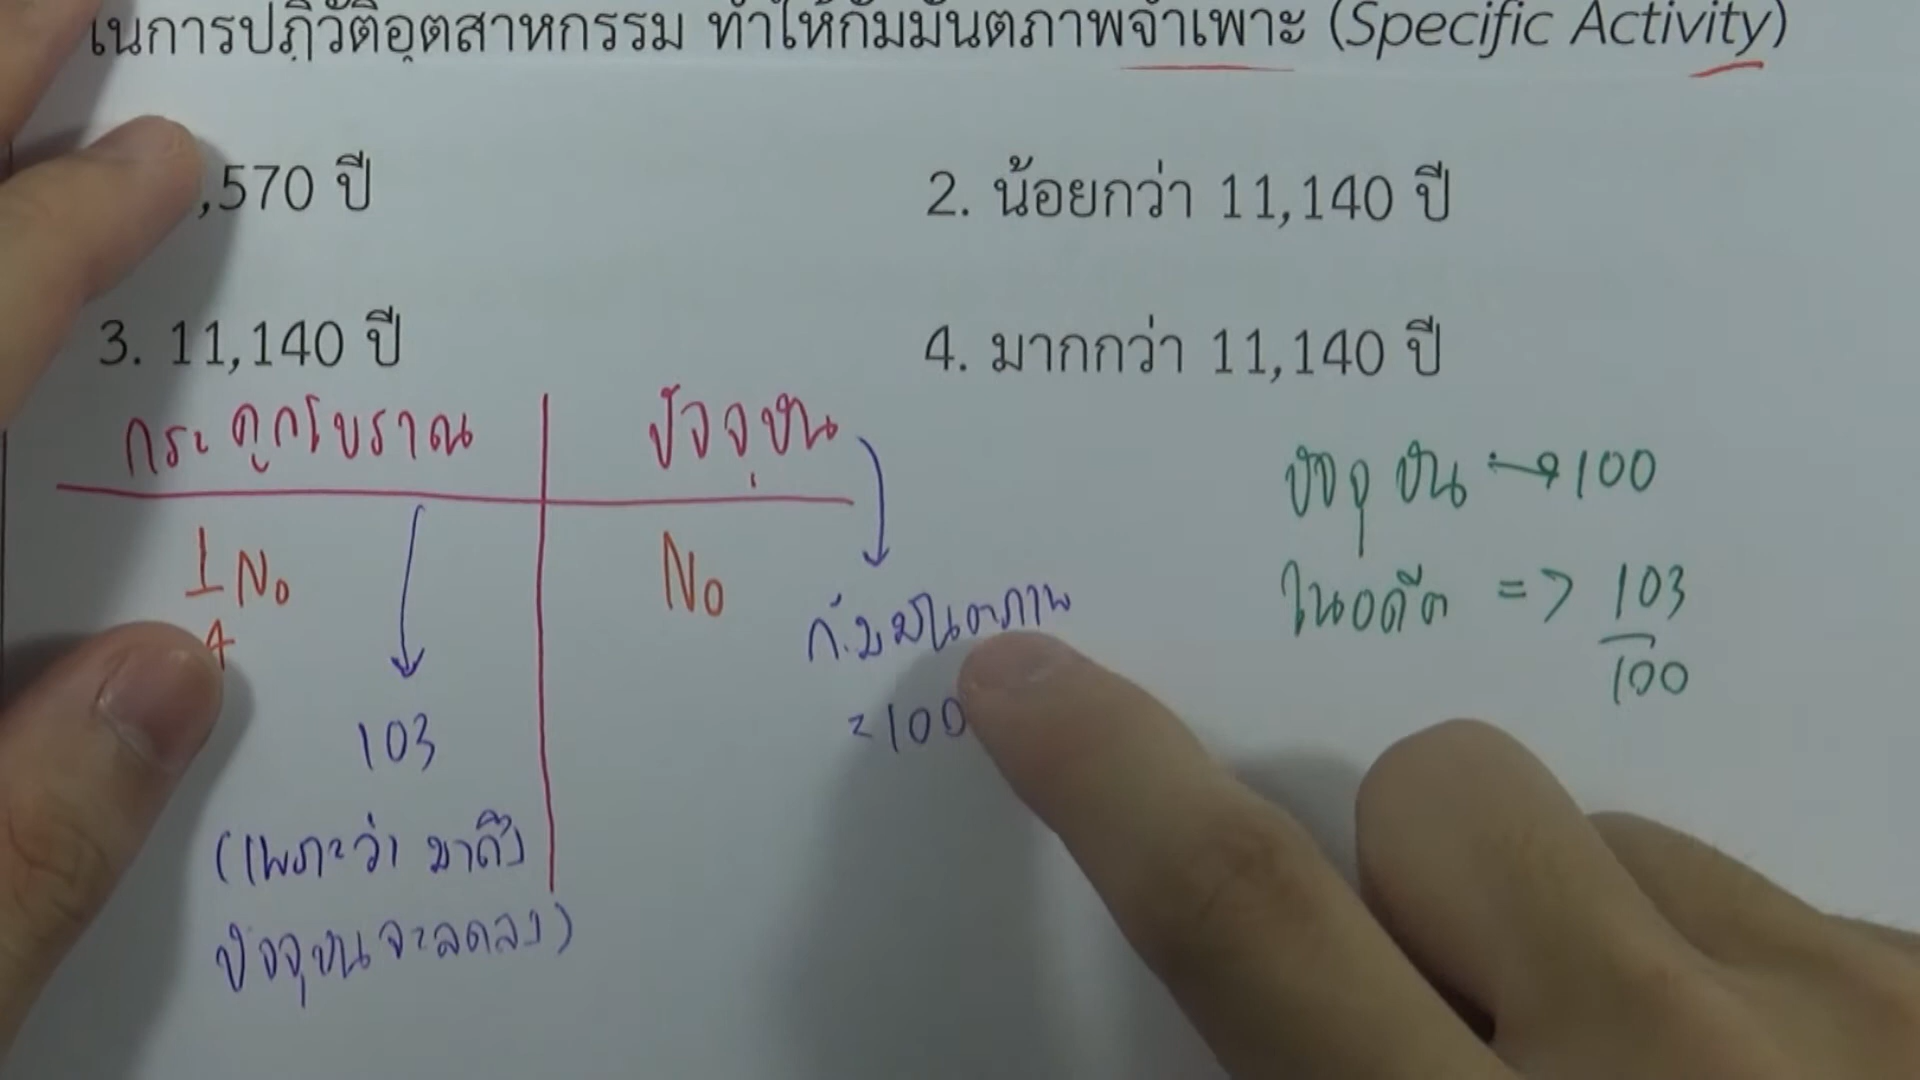 ในการปฏิวัติอุตสาหกรรม ทำให้กัมมันตภาพจำเพาะ (Specific Activity)
,570 ปี
2. น้อยกว่า 11,140 ปี
3. 11,140 ปี
4. มากกว่า 11,140 ปี
กระดูกโบราณ
ปัจจุบัน
1/4 N₀
N₀
103
(เพราะว่า มาถึง
ปัจจุบันจะลดลง)
กัมมันตภาพ
=100
ปัจจุบัน → 100
ในอดีต => 103
100